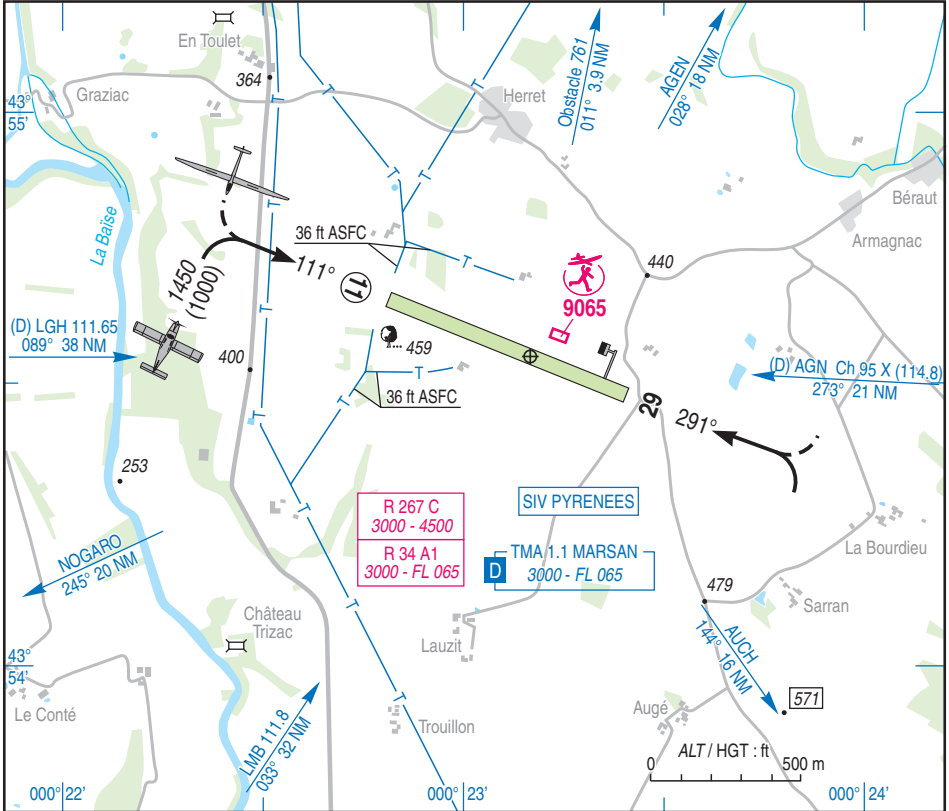 En Toulet
364
Graziac
43°
55'
Herret
Obstacle 761
011° 3.9 NM
AGEN
028° 18 NM
Béraut
Armagnac
La Baïse
36 ft ASFC
111°
11
1450
(1000)
9065
440
(D) LGH 111.65
089° 38 NM
400
459
36 ft ASFC
(D) AGN Ch 95 X (114.8)
273° 21 NM
29
291°
253
R 267 C
3000 - 4500
R 34 A1
3000 - FL 065
SIV PYRENEES
D
TMA 1.1 MARSAN
3000 - FL 065
La Bourdieu
NOGARO
245° 20 NM
479
Sarran
Château
Trizac
Lauzit
AUCH
144° 16 NM
43°
54'
Le Conté
LMB 111.8
033° 32 NM
Trouillon
Augé
571
ALT / HGT : ft
0
500 m
000° 22'
000° 23'
000° 24'
T
T
T
T
T
T
T
T
T
T
T
T
T
T